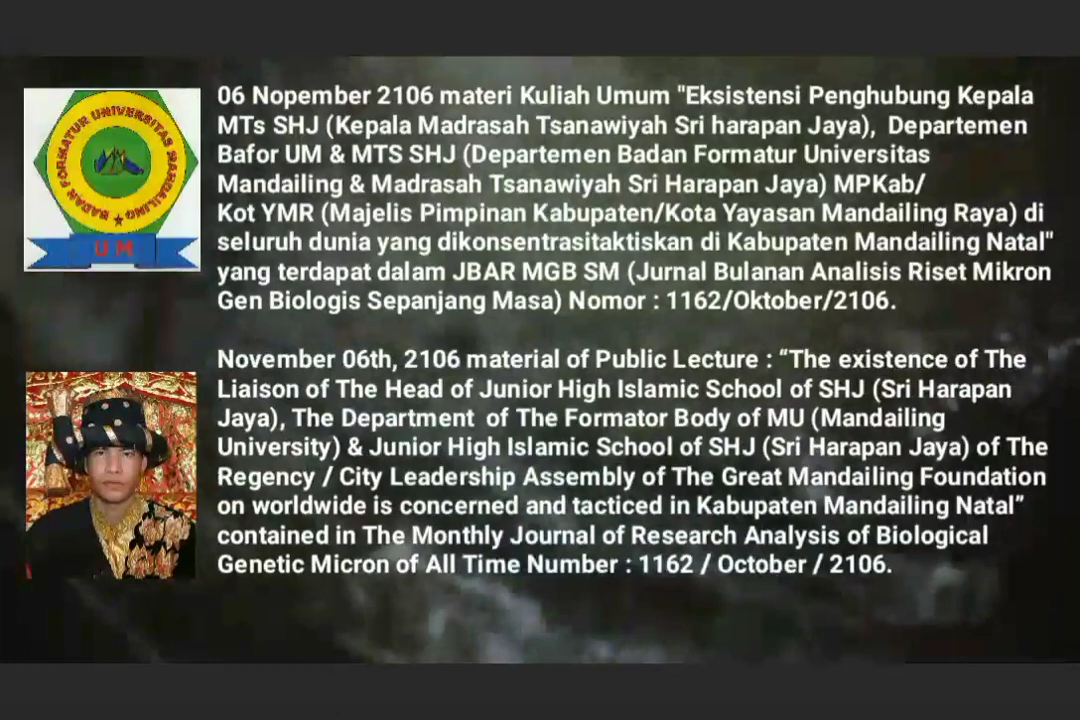 BADAN FORMATUR UNIVERSITAS MANDAILING
UM
06 Nopember 2106 materi Kuliah Umum "Eksistensi Penghubung Kepala
MTs SHJ (Kepala Madrasah Tsanawiyah Sri harapan Jaya), Departemen
Bafor UM & MTS SHJ (Departemen Badan Formatur Universitas
Mandailing & Madrasah Tsanawiyah Sri Harapan Jaya) MPKab/
Kot YMR (Majelis Pimpinan Kabupaten/Kota Yayasan Mandailing Raya) di
seluruh dunia yang dikonsentrasitaktiskan di Kabupaten Mandailing Natal"
yang terdapat dalam JBAR MGB SM (Jurnal Bulanan Analisis Riset Mikron
Gen Biologis Sepanjang Masa) Nomor : 1162/Oktober/2106.
November 06th, 2106 material of Public Lecture : “The existence of The
Liaison of The Head of Junior High Islamic School of SHJ (Sri Harapan
Jaya), The Department of The Formator Body of MU (Mandailing
University) & Junior High Islamic School of SHJ (Sri Harapan Jaya) of The
Regency / City Leadership Assembly of The Great Mandailing Foundation
on worldwide is concerned and tacticed in Kabupaten Mandailing Natal”
contained in The Monthly Journal of Research Analysis of Biological
Genetic Micron of All Time Number : 1162 / October / 2106.